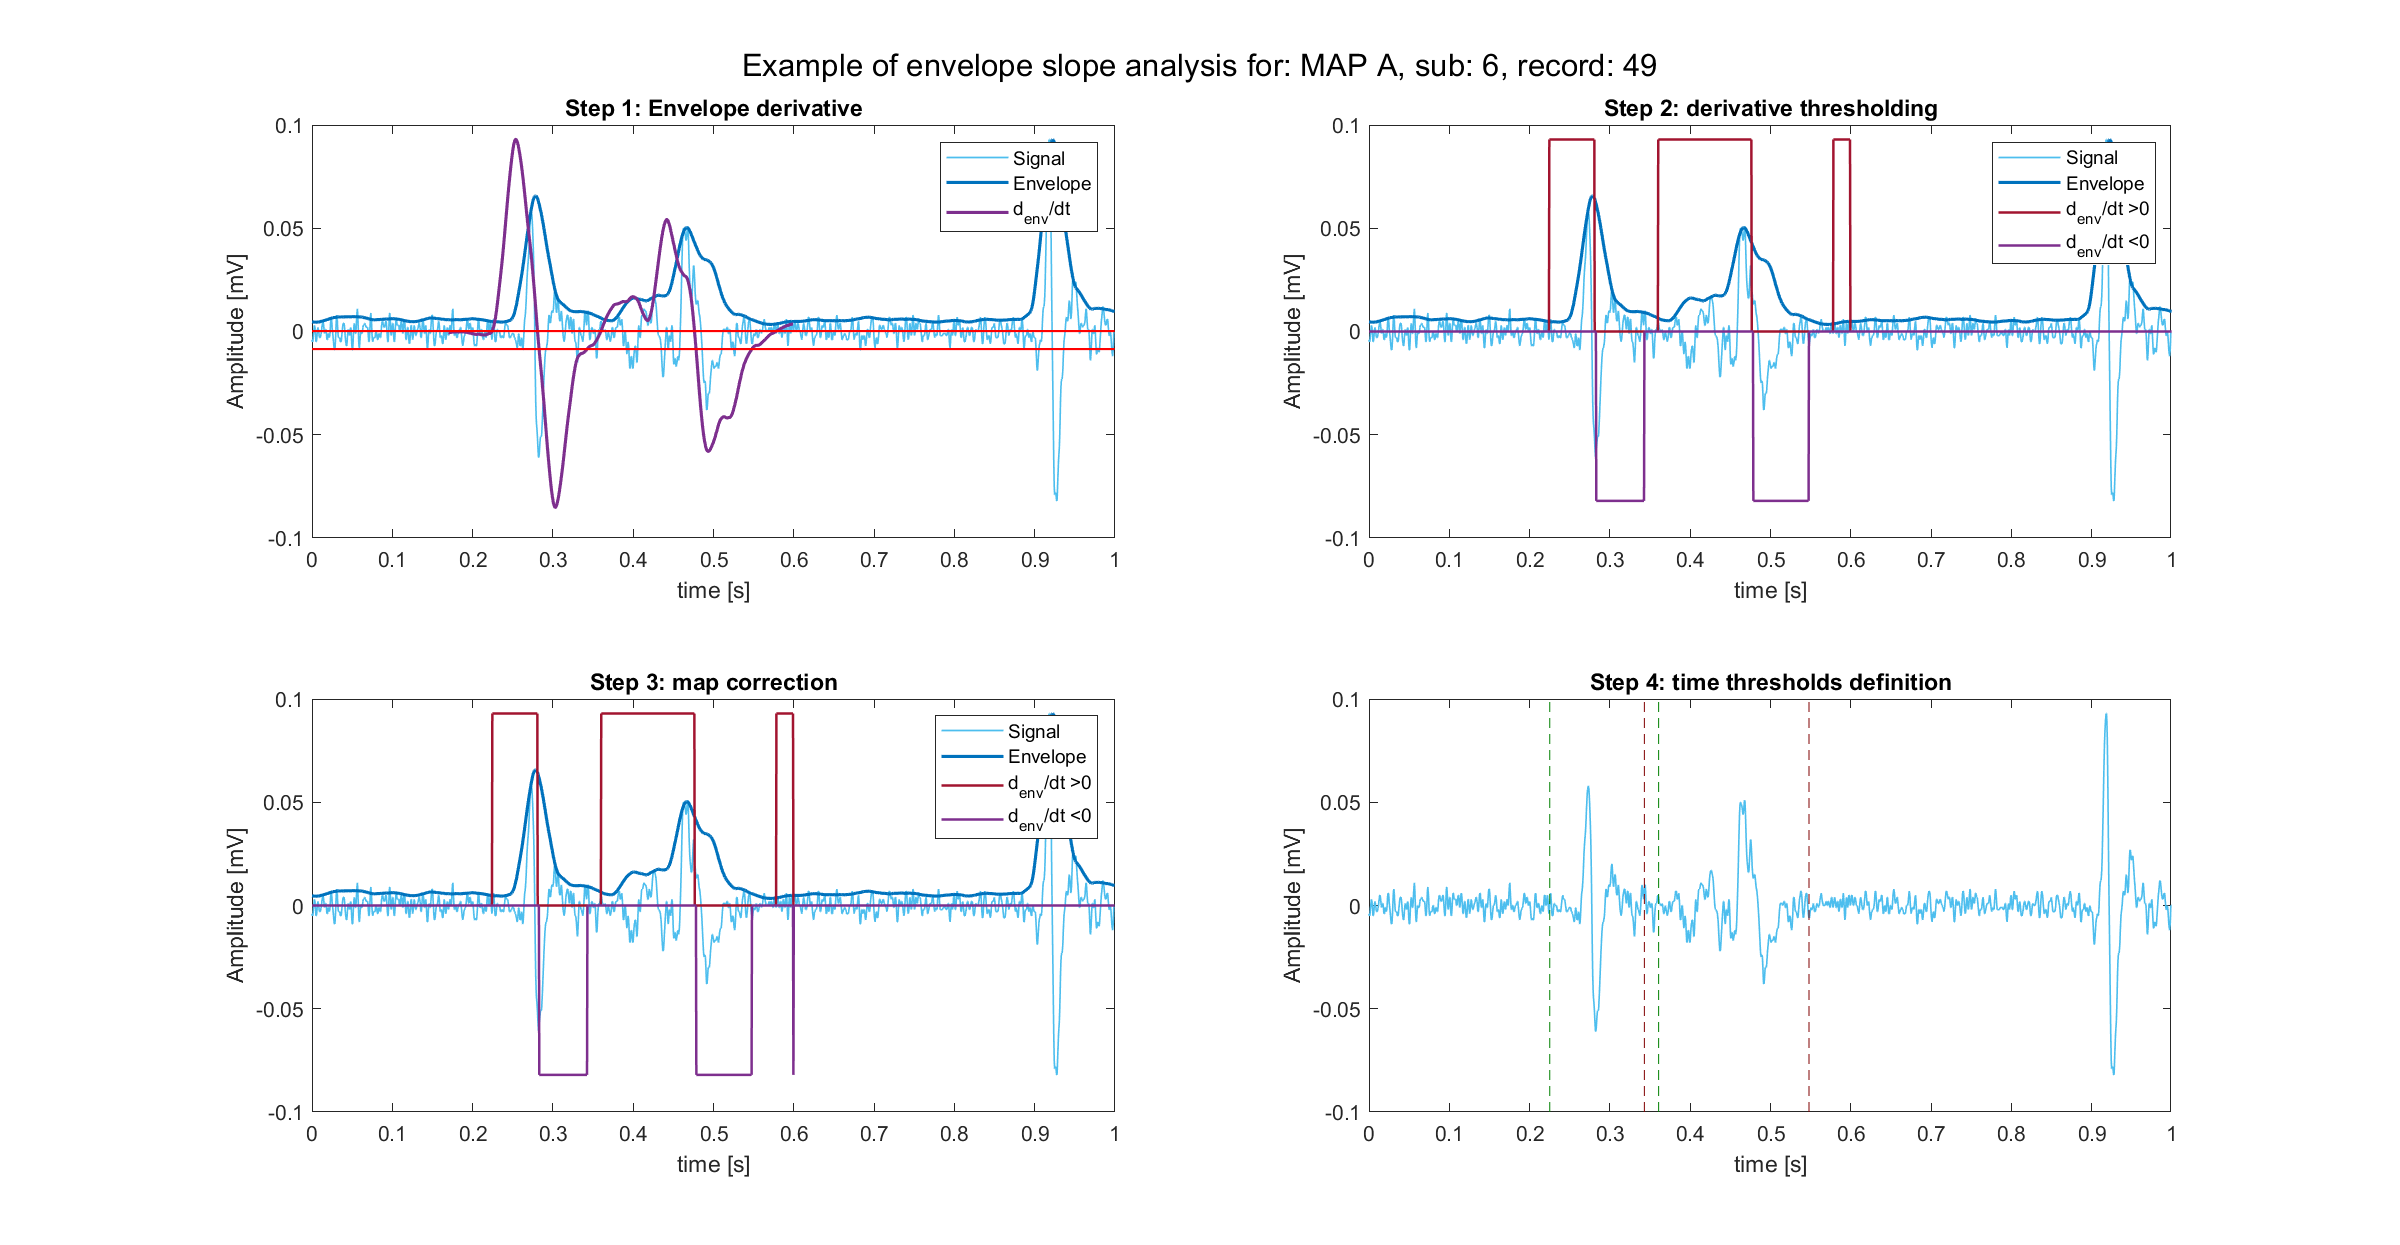 Example of envelope slope analysis for: MAP A, sub: 6, record: 49
Step 1: Envelope derivative
0.1
0.05
0
-0.05
-0.1
Amplitude [mV]
Signal
Envelope
d_env/dt
0 0.1 0.2 0.3 0.4 0.5 0.6 0.7 0.8 0.9 1
time [s]
Step 2: derivative thresholding
0.1
0.05
0
-0.05
-0.1
Amplitude [mV]
Signal
Envelope
d_env/dt >0
d_env/dt <0
0 0.1 0.2 0.3 0.4 0.5 0.6 0.7 0.8 0.9 1
time [s]
Step 3: map correction
0.1
0.05
0
-0.05
-0.1
Amplitude [mV]
Signal
Envelope
d_env/dt >0
d_env/dt <0
0 0.1 0.2 0.3 0.4 0.5 0.6 0.7 0.8 0.9 1
time [s]
Step 4: time thresholds definition
0.1
0.05
0
-0.05
-0.1
Amplitude [mV]
0 0.1 0.2 0.3 0.4 0.5 0.6 0.7 0.8 0.9 1
time [s]